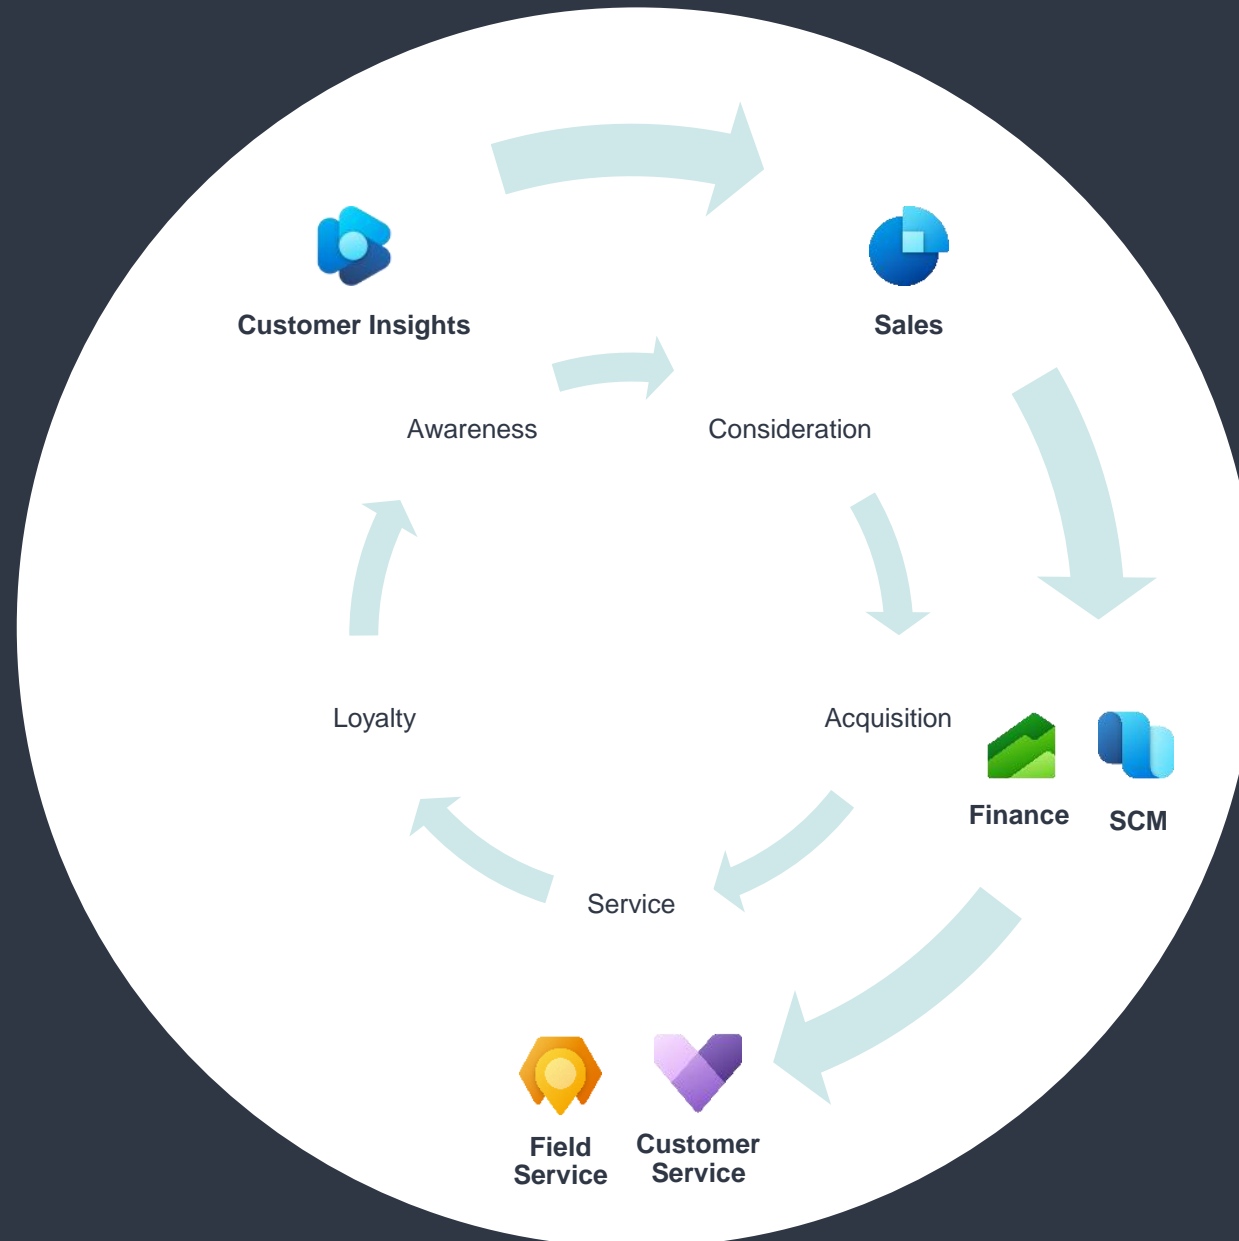 Customer Insights
Sales
Awareness
Consideration
Loyalty
Acquisition
Finance
SCM
Service
Field
Service
Customer
Service